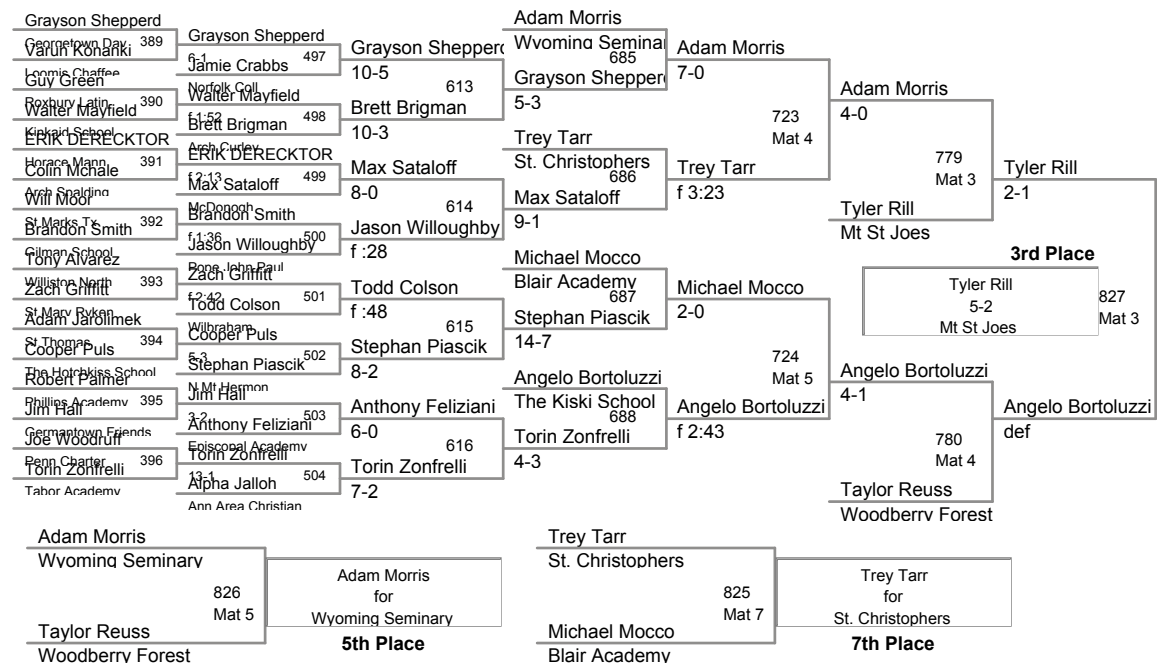 Grayson Shepperd
Georgetown Day 389
Varun Konanki
Loomis Chaffee
Guy Green
Roxbury Latin 390
Walter Mayfield
Kinkaid School
ERIK DERECKTOR
Horace Mann 391
Colin Mchale
Arch Spalding
Will Moor
St Marks Tx 392
Brandon Smith
Gilman School
Tony Alvarez
Williston North 393
Zach Griffitt
St Mary Ryken
Adam Jarolimek
St Thomas 394
Cooper Puls
The Hotchkiss School
Robert Palmer
Phillips Academy 395
Jim Hall
Germantown Friends
Joe Woodruff
Penn Charter 396
Torin Zonfrelli
Tabor Academy
Grayson Shepperd
6-1 497
Jamie Crabbs
Norfolk Coll
Walter Mayfield
f 1:52 498
Brett Brigman
Arch Curley
ERIK DERECKTOR
f 2:13 499
Max Sataloff
McDonogh
Brandon Smith
f 1:36 500
Jason Willoughby
Pope John Paul
Zach Griffitt
f 2:42 501
Todd Colson
Wilbraham
Cooper Puls
5-3 502
Stephan Piascik
N Mt Hermon
Jim Hall
3-2 503
Anthony Feliziani
Episcopal Academy
Torin Zonfrelli
13-1 504
Alpha Jalloh
Ann Area Christian
Grayson Shepperd
10-5
613
Brett Brigman
10-3
Max Sataloff
8-0
614
Jason Willoughby
f :28
Todd Colson
f :48
615
Stephan Piascik
8-2
Anthony Feliziani
6-0
616
Torin Zonfrelli
7-2
Adam Morris
Wyoming Seminar
685
Grayson Shepperd
5-3
Trey Tarr
St. Christophers
686
Max Sataloff
9-1
Michael Mocco
Blair Academy
687
Stephan Piascik
14-7
Angelo Bortoluzzi
The Kiski School
688
Torin Zonfrelli
4-3
Adam Morris
7-0
723
Mat 4
Trey Tarr
f 3:23
Michael Mocco
2-0
724
Mat 5
Angelo Bortoluzzi
f 2:43
Adam Morris
4-0
779
Mat 3
Tyler Rill
Mt St Joes
Angelo Bortoluzzi
4-1
780
Mat 4
Taylor Reuss
Woodberry Forest
Tyler Rill
2-1
3rd Place
Tyler Rill
5-2
Mt St Joes
827
Mat 3
Angelo Bortoluzzi
def
Adam Morris
Wyoming Seminary
826
Mat 5
Taylor Reuss
Woodberry Forest
Adam Morris
for
Wyoming Seminary
5th Place
Trey Tarr
St. Christophers
825
Mat 7
Michael Mocco
Blair Academy
Trey Tarr
for
St. Christophers
7th Place